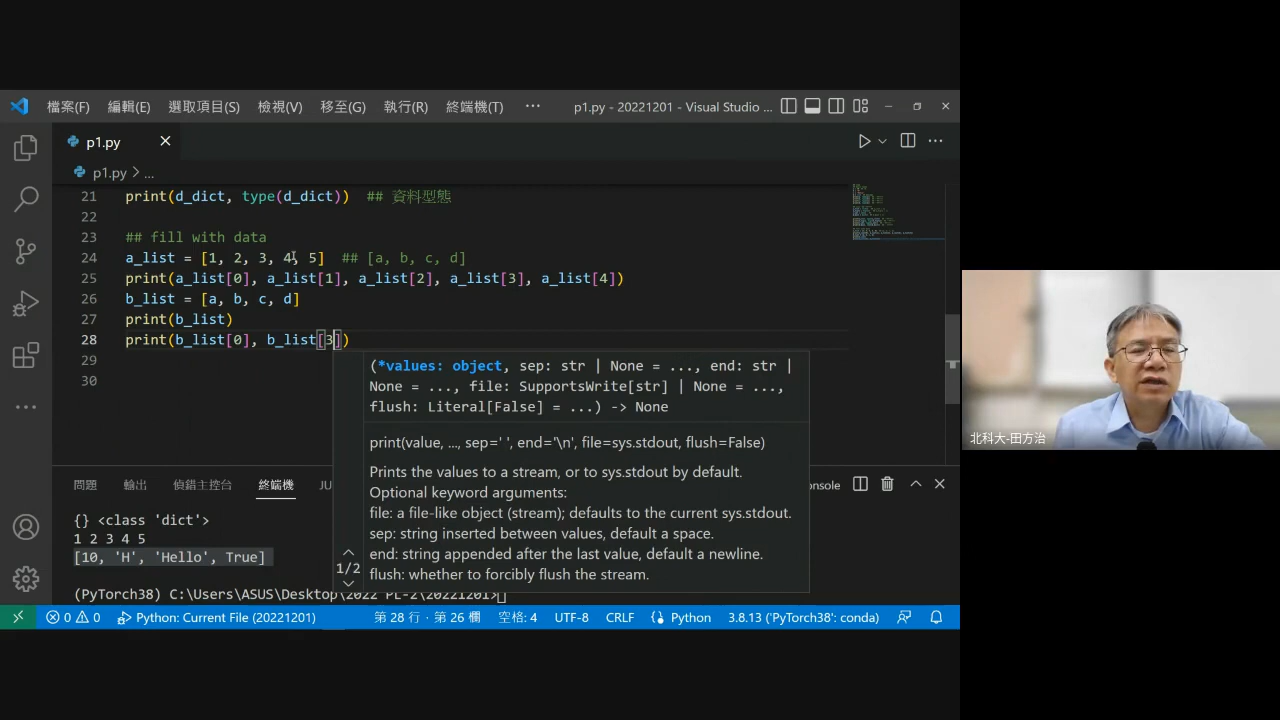 檔案(F) 編輯(E) 選取項目(S) 檢視(V) 移至(G) 執行(R) 終端機(T) ··· p1.py - 20221201 - Visual Studio ...
p1.py
p1.py > ...
21 print(d_dict, type(d_dict))  ## 資料型態
22
23 ## fill with data
24 a_list = [1, 2, 3, 4, 5]  ## [a, b, c, d]
25 print(a_list[0], a_list[1], a_list[2], a_list[3], a_list[4])
26 b_list = [a, b, c, d]
27 print(b_list)
28 print(b_list[0], b_list[3])
29
30
(*values: object, sep: str | None = ..., end: str |
None = ..., file: SupportsWrite[str] | None = ...,
flush: Literal[False] = ...) -> None
print(value, ..., sep=' ', end='\n', file=sys.stdout, flush=False)
Prints the values to a stream, or to sys.stdout by default.
Optional keyword arguments:
file: a file-like object (stream); defaults to the current sys.stdout.
sep: string inserted between values, default a space.
end: string appended after the last value, default a newline.
flush: whether to forcibly flush the stream.
1/2
問題 輸出 偵錯主控台 終端機 JU onsole
{} <class 'dict'>
1 2 3 4 5
[10, 'H', 'Hello', True]
(PyTorch38) C:\Users\ASUS\Desktop\2022 PL-2\20221201>
0 0 Python: Current File (20221201) 第 28 行，第 26 欄 空格: 4 UTF-8 CRLF Python 3.8.13 ('PyTorch38': conda)
北科大-田方治